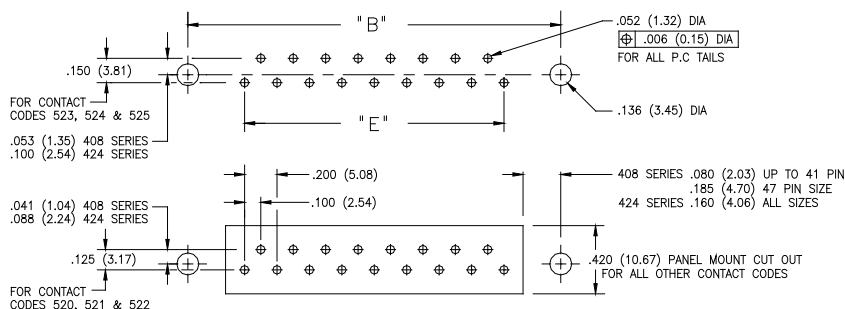 "B"
.052 (1.32) DIA
⌖ .006 (0.15) DIA
FOR ALL P.C TAILS
.150 (3.81)
FOR CONTACT
CODES 523, 524 & 525
.136 (3.45) DIA
"E"
.053 (1.35) 408 SERIES
.100 (2.54) 424 SERIES
.200 (5.08)
.100 (2.54)
408 SERIES .080 (2.03) UP TO 41 PIN
.185 (4.70) 47 PIN SIZE
424 SERIES .160 (4.06) ALL SIZES
.041 (1.04) 408 SERIES
.088 (2.24) 424 SERIES
.125 (3.17)
.420 (10.67) PANEL MOUNT CUT OUT
FOR ALL OTHER CONTACT CODES
FOR CONTACT
CODES 520, 521 & 522